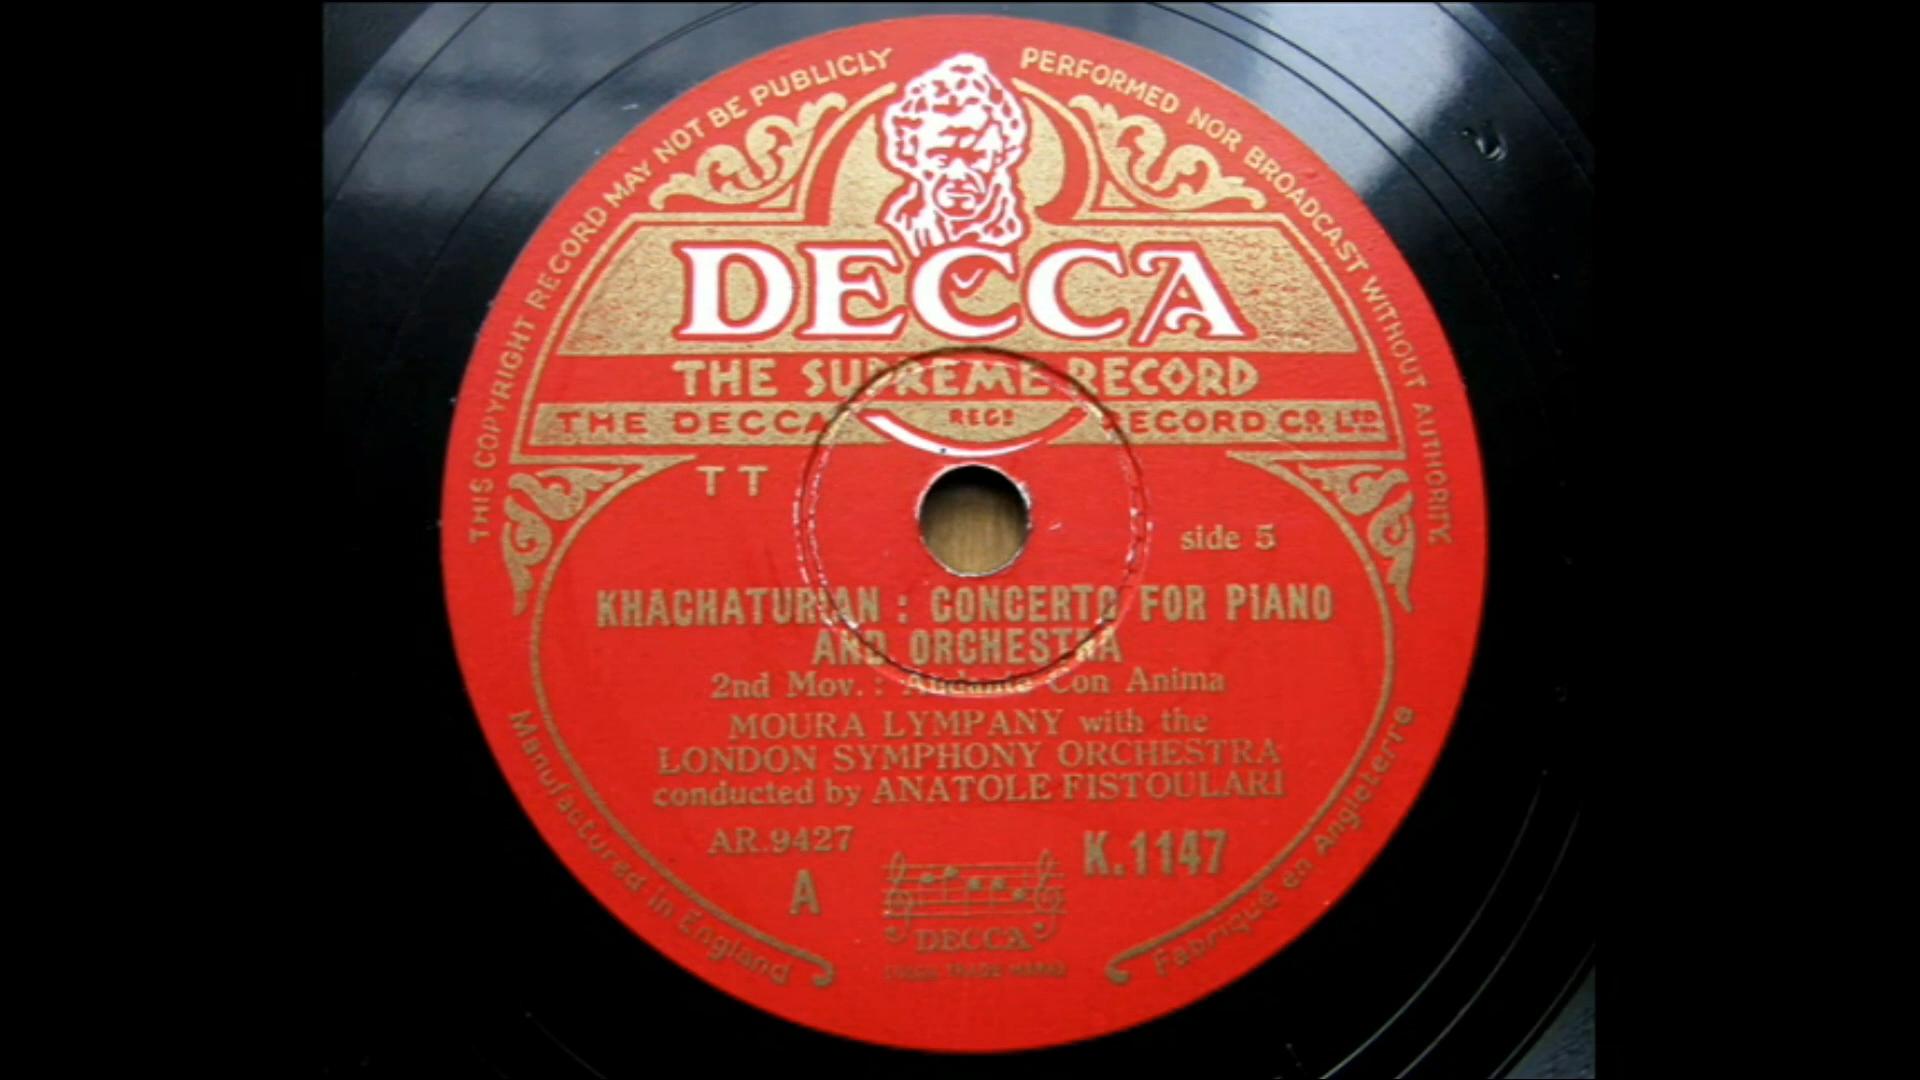 THIS COPYRIGHT RECORD MAY NOT BE PUBLICLY PERFORMED NOR BROADCAST WITHOUT AUTHORITY.
DECCA
THE SUPREME RECORD
THE DECCA REGD RECORD CO. LTD.
TT
side 5
KHACHATURIAN : CONCERTO FOR PIANO
AND ORCHESTRA
2nd Mov. : Andante Con Anima
MOURA LYMPANY with the
LONDON SYMPHONY ORCHESTRA
conducted by ANATOLE FISTOULARI
AR.9427
K.1147
A
DECCA
TRADE MARK
Manufactured in England
Fabriqué en Angleterre